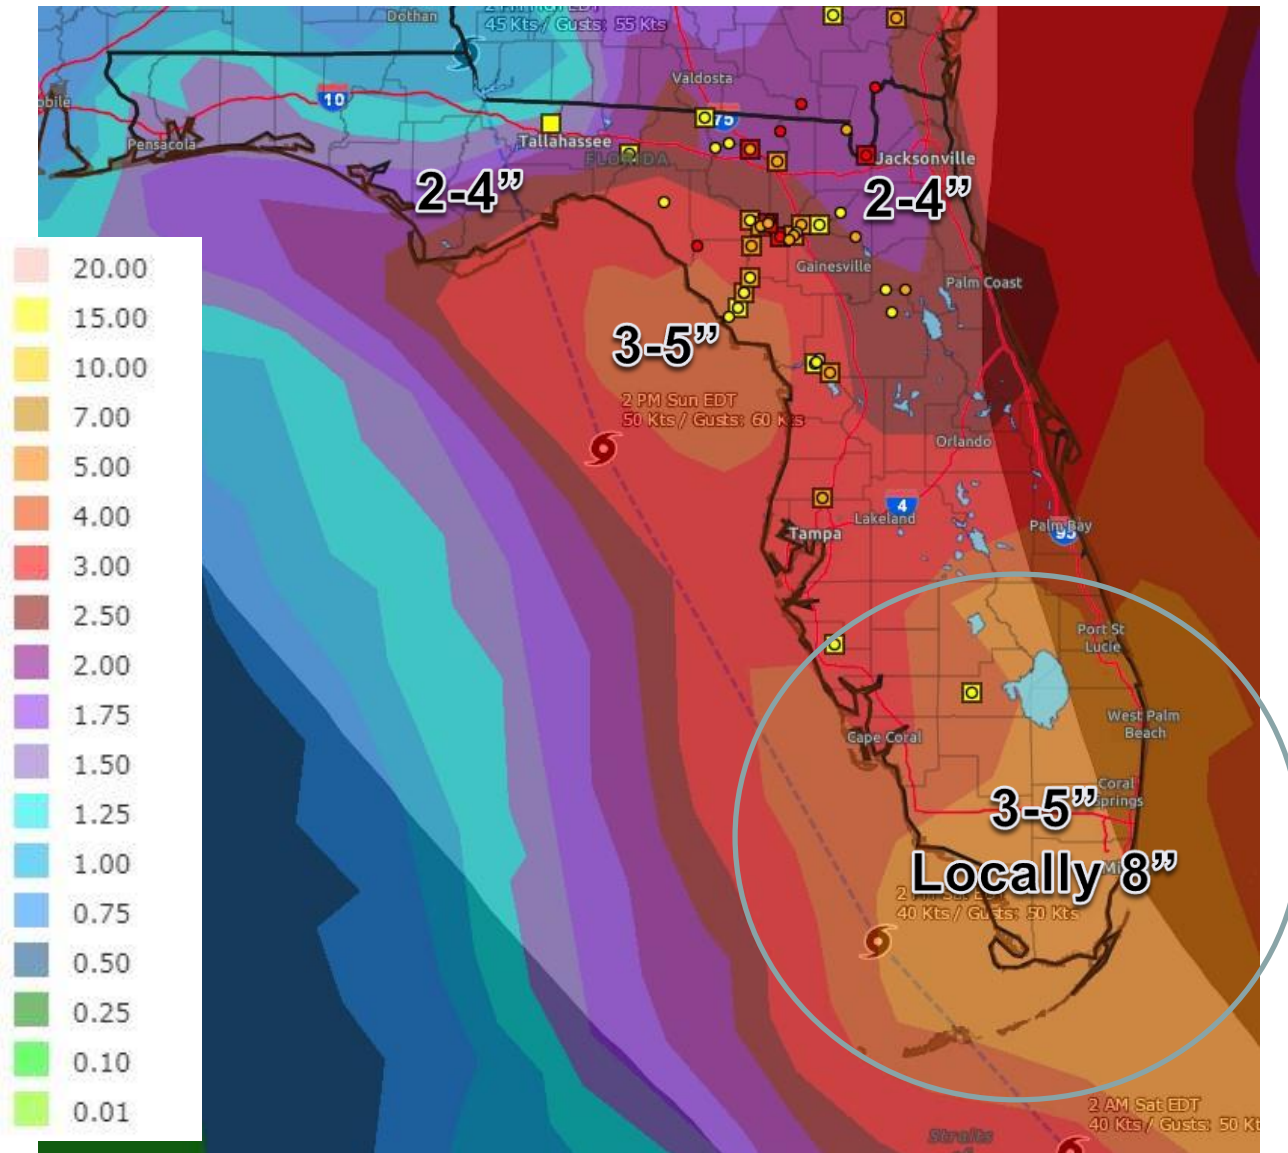 Dothan
45 Kts / Gusts: 55 Kts
Valdosta
10
75
Pensacola
Tallahassee
FLORIDA
Jacksonville
2-4”
2-4”
Gainesville
Palm Coast
3-5”
2 PM Sun EDT
50 Kts / Gusts: 60 Kts
Orlando
4
Lakeland
Palm Bay
95
Tampa
Port St
Lucie
West Palm
Beach
Cape Coral
Coral
Springs
3-5”
Locally 8”
40 Kts / Gusts: 50 Kts
2 AM Sat EDT
40 Kts / Gusts: 50 Kt
Straits
20.00
15.00
10.00
7.00
5.00
4.00
3.00
2.50
2.00
1.75
1.50
1.25
1.00
0.75
0.50
0.25
0.10
0.01